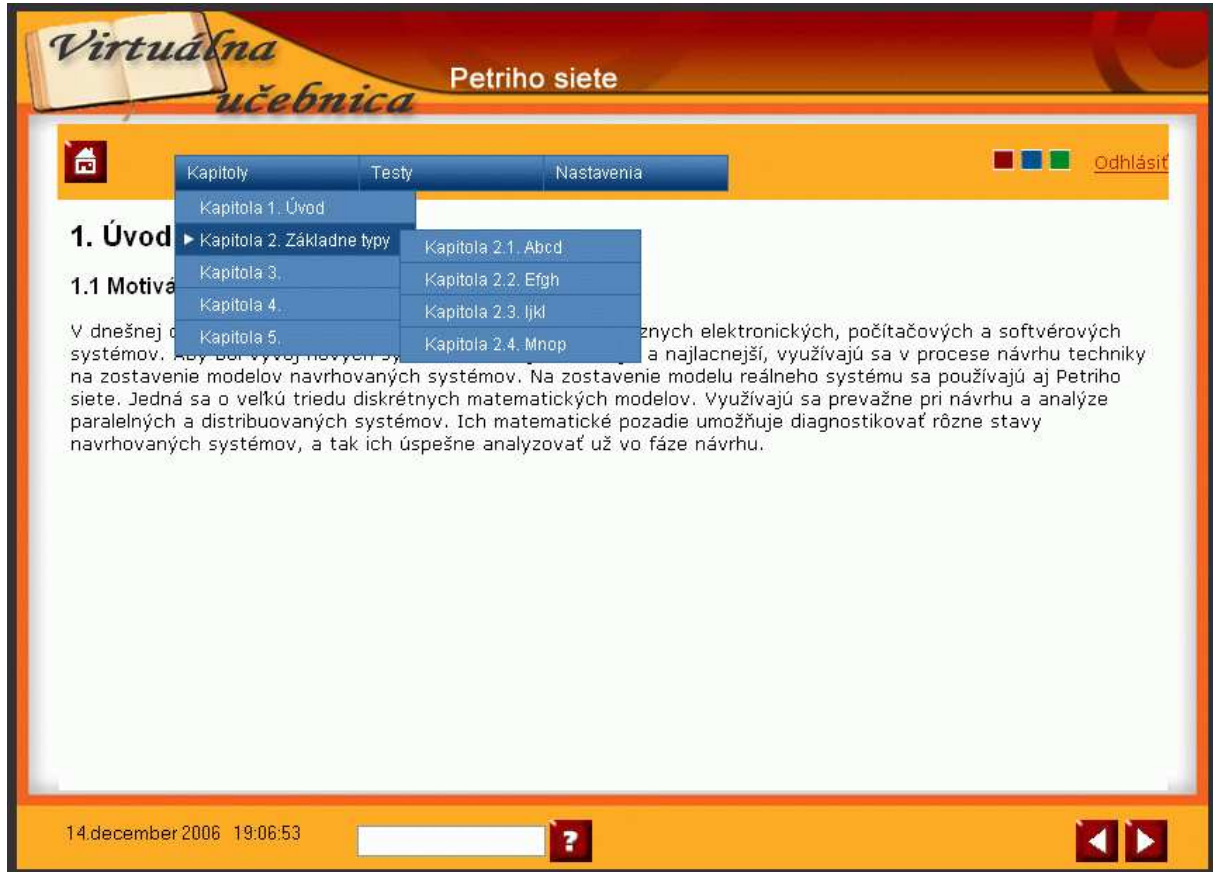 Virtuálna
učebnica
Petriho siete
Kapitoly Testy Nastavenia
Odhlásiť
Kapitola 1. Úvod
Kapitola 2. Základne typy
Kapitola 3.
Kapitola 4.
Kapitola 5.
Kapitola 2.1. Abcd
Kapitola 2.2. Efgh
Kapitola 2.3. Ijkl
Kapitola 2.4. Mnop
1. Úvod
1.1
V dnešnej elektronických, počítačových a softvérových
systémov. a najlacnejší, využívajú sa v procese návrhu techniky
na zostavenie modelov navrhovaných systémov. Na zostavenie modelu reálneho systému sa používajú aj Petriho
siete. Jedná sa o veľkú triedu diskrétnych matematických modelov. Využívajú sa prevažne pri návrhu a analýze
paralelných a distribuovaných systémov. Ich matematické pozadie umožňuje diagnostikovať rôzne stavy
navrhovaných systémov, a tak ich úspešne analyzovať už vo fáze návrhu.
14.december 2006 19:06:53
?